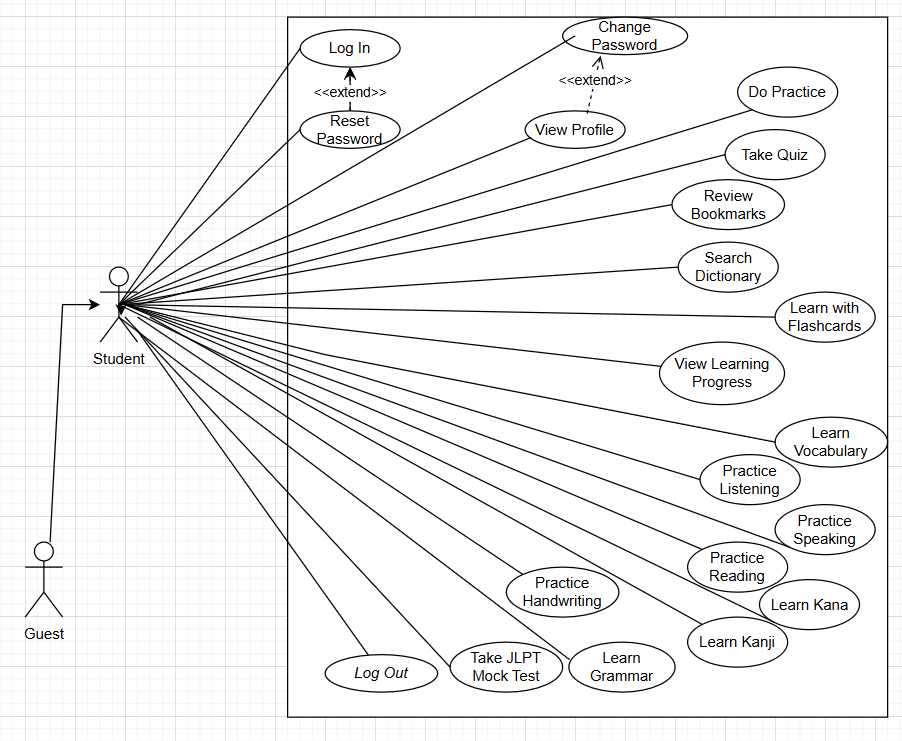 Log In
<<extend>>
Reset
Password
Change
Password
<<extend>>
View Profile
Do Practice
Take Quiz
Review
Bookmarks
Search
Dictionary
Learn with
Flashcards
View Learning
Progress
Student
Learn
Vocabulary
Practice
Listening
Practice
Speaking
Practice
Reading
Practice
Handwriting
Learn Kana
Guest
Learn Kanji
Log Out
Take JLPT
Mock Test
Learn
Grammar